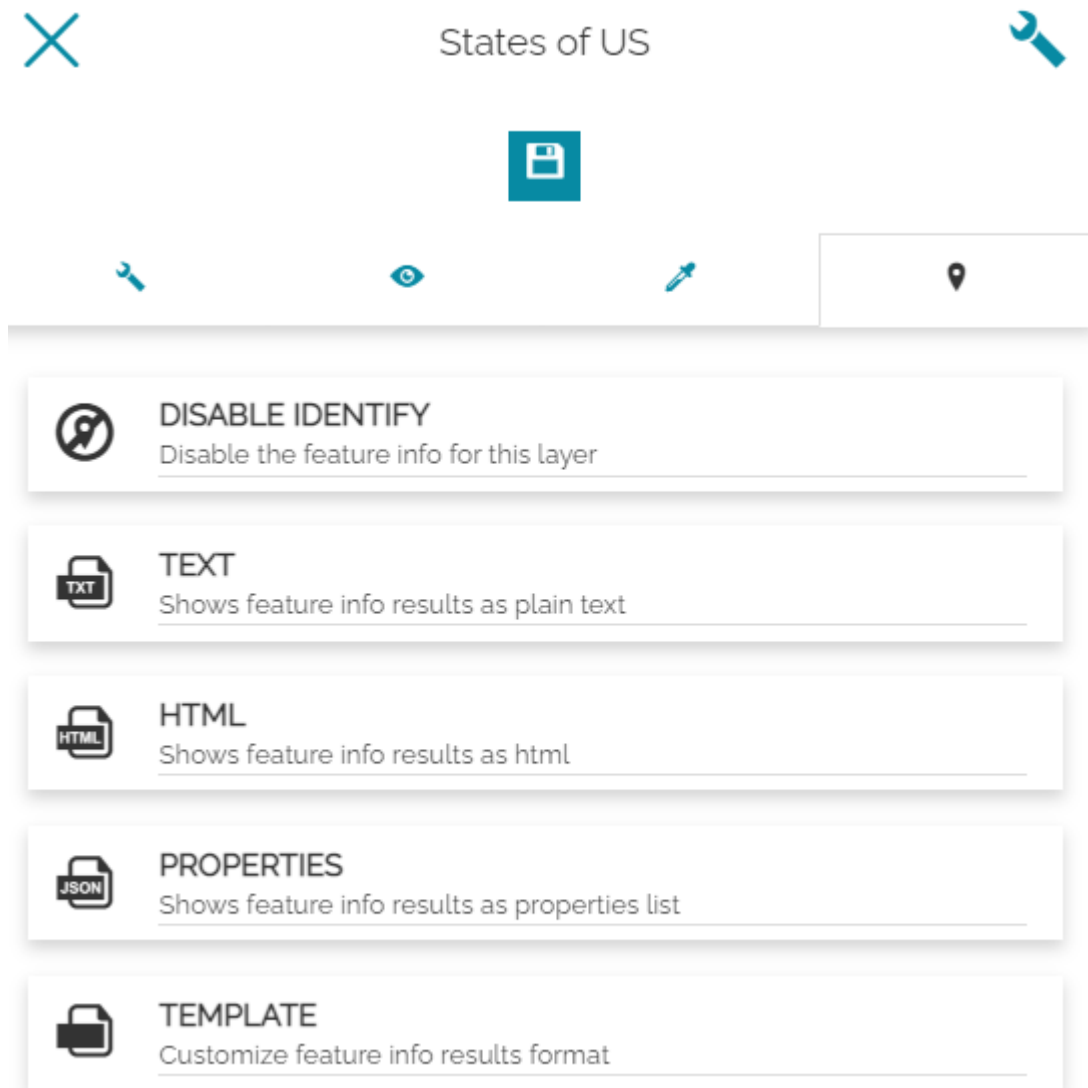 States of US
DISABLE IDENTIFY
Disable the feature info for this layer
TXT
TEXT
Shows feature info results as plain text
HTML
HTML
Shows feature info results as html
JSON
PROPERTIES
Shows feature info results as properties list
TEMPLATE
Customize feature info results format